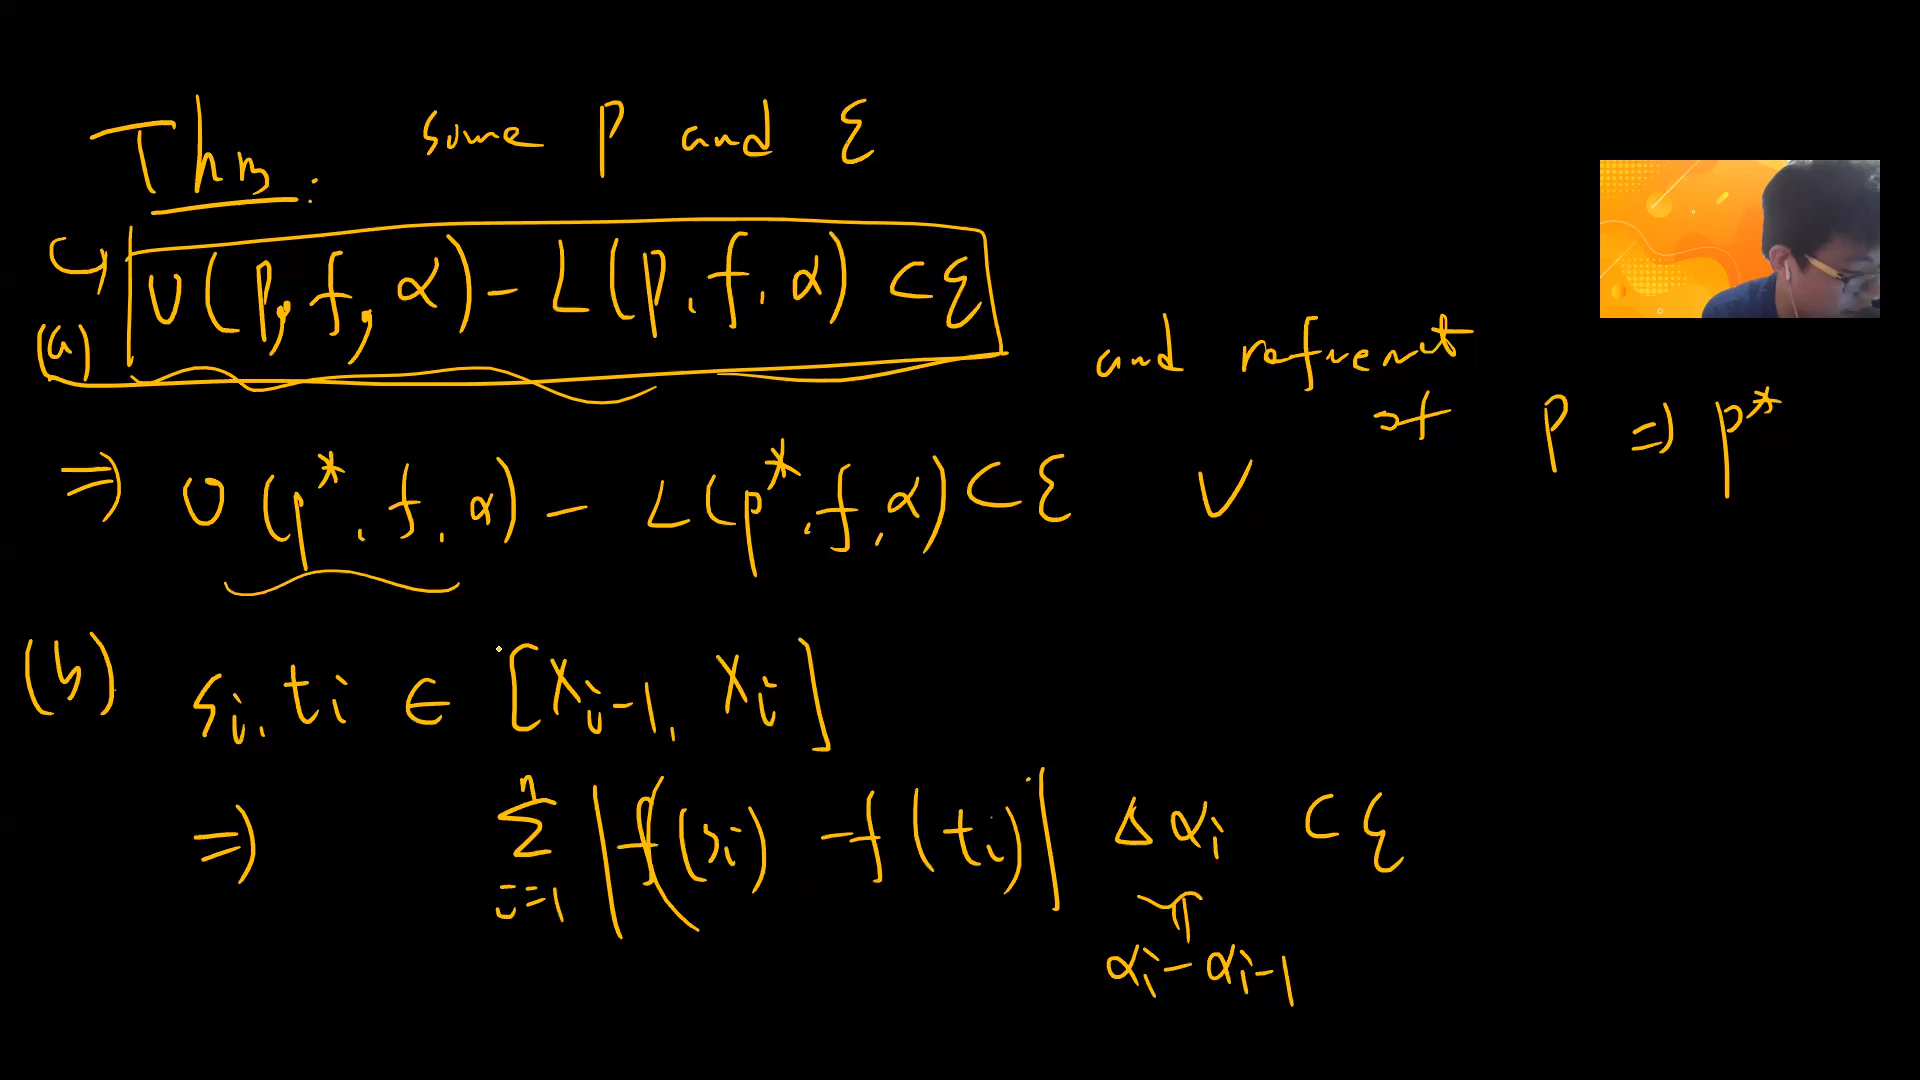 Thm: some P and ε
(a) U(P, f, α) - L(P, f, α) < ε
and refinement
of P ⇒ P*
⇒ U(P*, f, α) - L(P*, f, α) < ε ∨
(b) si, ti ∈ [Xi-1, Xi]
⇒ n Σ i=1 |f(si) - f(ti)| Δαi < ε
αi - αi-1